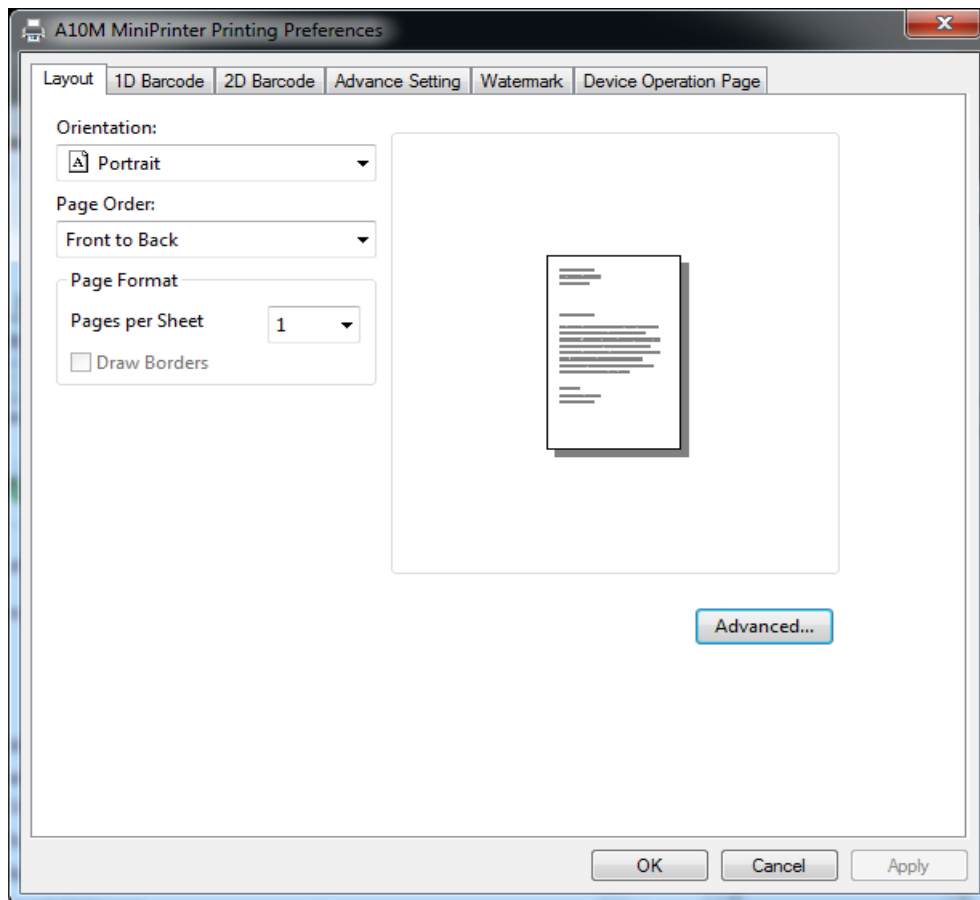 A10M MiniPrinter Printing Preferences
Layout 1D Barcode 2D Barcode Advance Setting Watermark Device Operation Page
Orientation:
A Portrait
Page Order:
Front to Back
Page Format
Pages per Sheet 1
Draw Borders
Advanced...
OK Cancel Apply